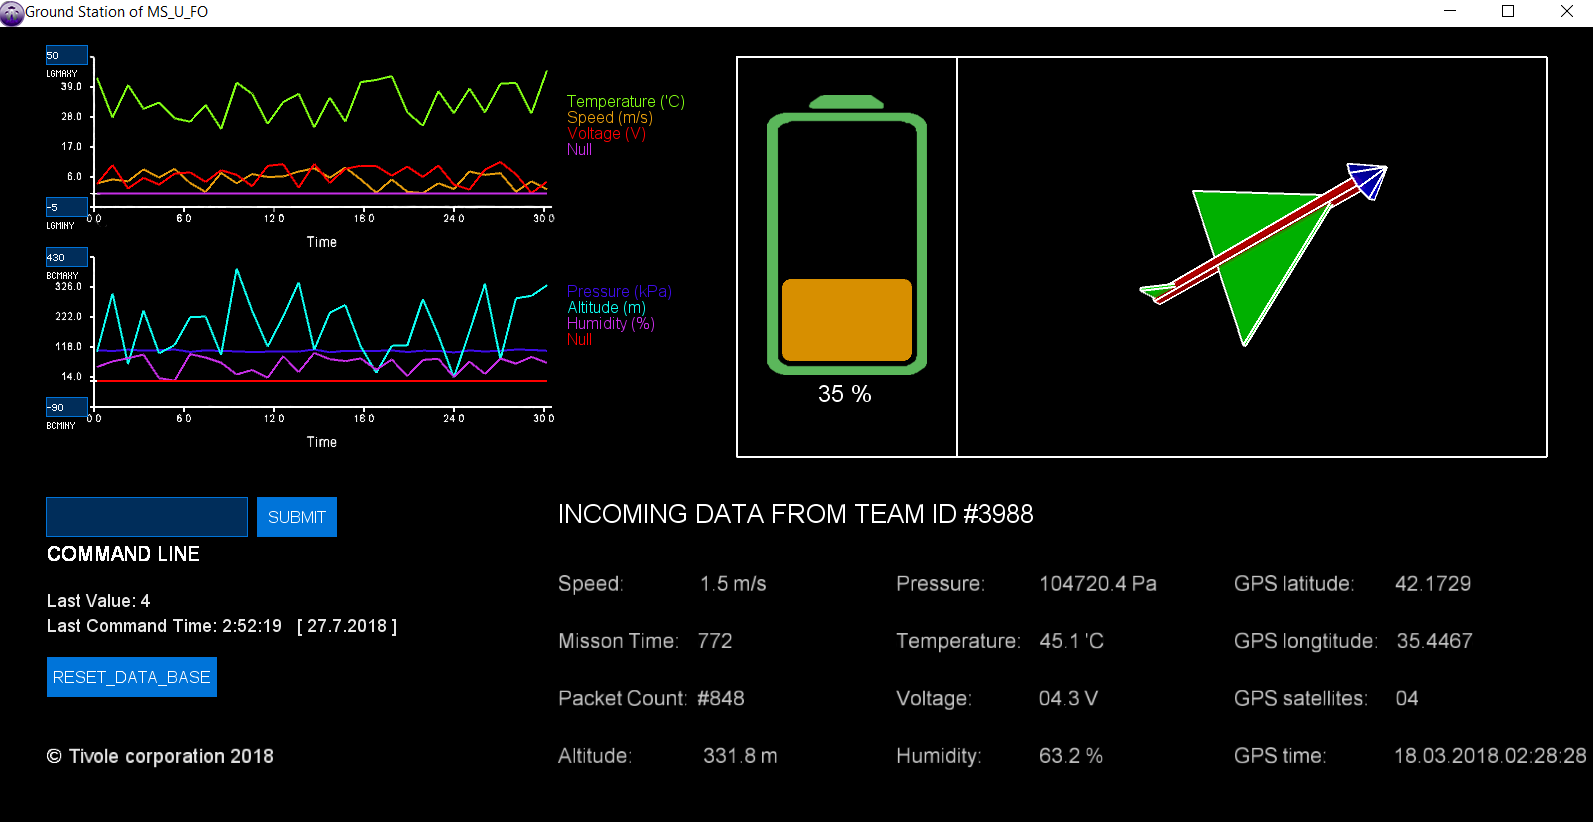 Ground Station of MS_U_FO
50
LGMAXY
39.0
28.0
17.0
6.0
-5
LGMINY
0.0 6.0 12.0 18.0 24.0 30.0
Time
Temperature ('C)
Speed (m/s)
Voltage (V)
Null
430
BCMAXY
326.0
222.0
118.0
14.0
-90
BCMINY
0.0 6.0 12.0 18.0 24.0 30.0
Time
Pressure (kPa)
Altitude (m)
Humidity (%)
Null
35 %
SUBMIT
COMMAND LINE
Last Value: 4
Last Command Time: 2:52:19 [ 27.7.2018 ]
RESET_DATA_BASE
© Tivole corporation 2018
INCOMING DATA FROM TEAM ID #3988
Speed: 1.5 m/s Pressure: 104720.4 Pa GPS latitude: 42.1729
Misson Time: 772 Temperature: 45.1 'C GPS longtitude: 35.4467
Packet Count: #848 Voltage: 04.3 V GPS satellites: 04
Altitude: 331.8 m Humidity: 63.2 % GPS time: 18.03.2018.02:28:28